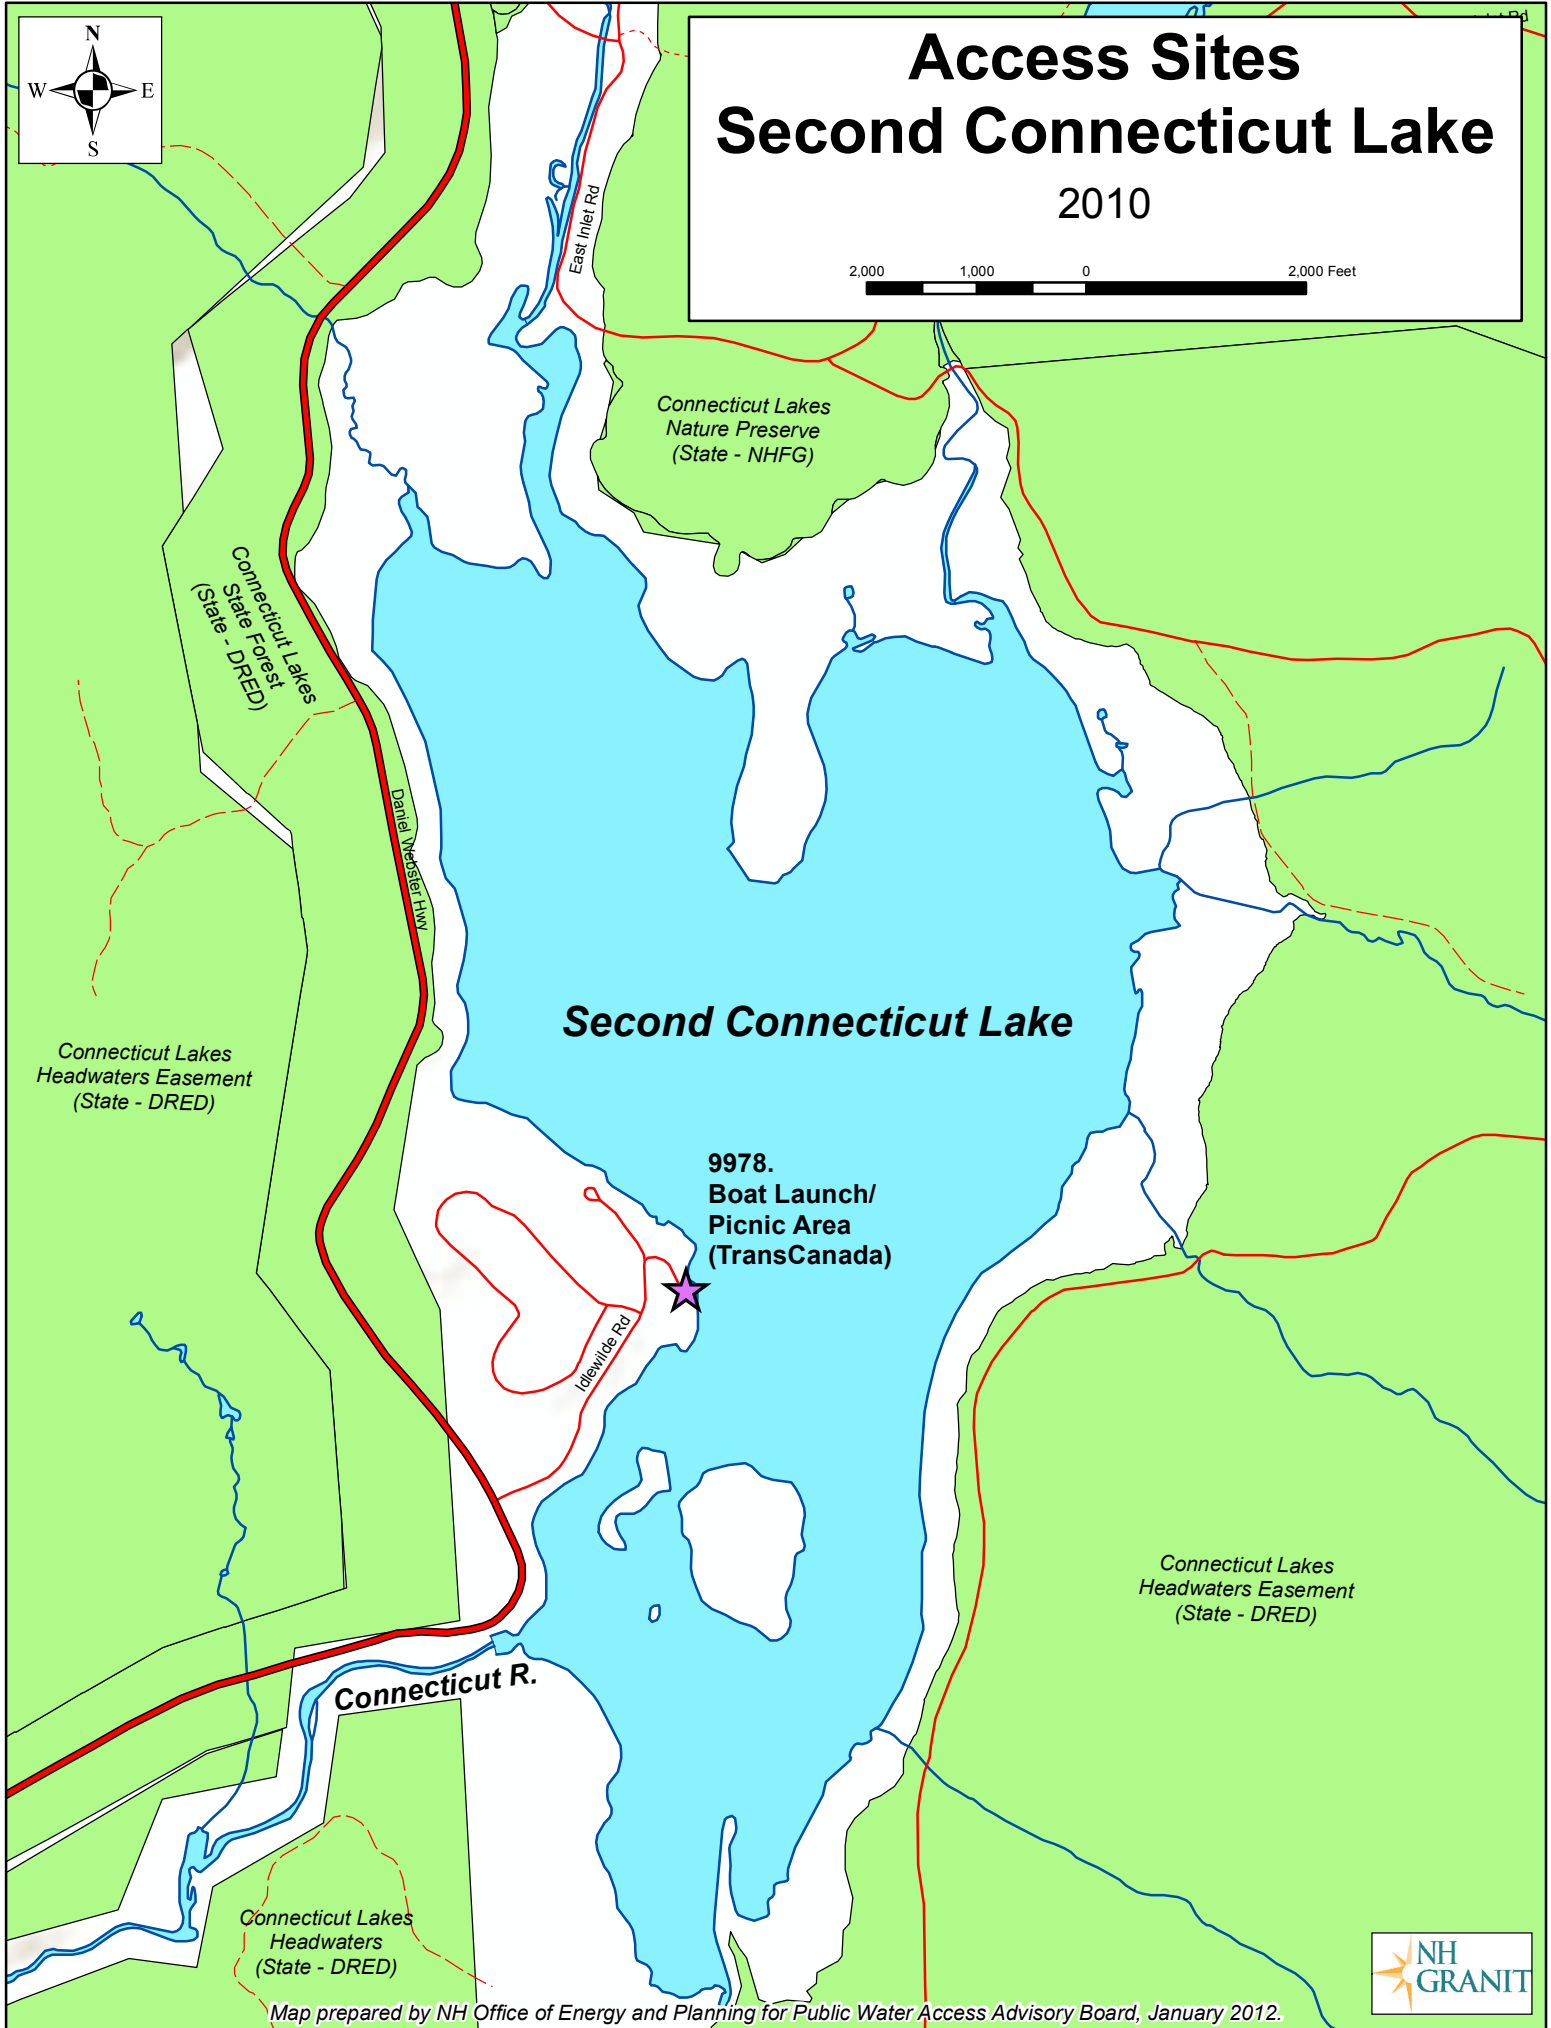 N
W
E
S
Access Sites
Second Connecticut Lake
2010
2,000
1,000
0
2,000 Feet
East Inlet Rd
Connecticut Lakes
Nature Preserve
(State - NHFG)
Connecticut Lakes
State Forest
(State - DRED)
Daniel Webster Hwy
Second Connecticut Lake
Connecticut Lakes
Headwaters Easement
(State - DRED)
9978.
Boat Launch/
Picnic Area
(TransCanada)
Idlewilde Rd
Connecticut Lakes
Headwaters Easement
(State - DRED)
Connecticut R.
Connecticut Lakes
Headwaters
(State - DRED)
NH
GRANIT
Map prepared by NH Office of Energy and Planning for Public Water Access Advisory Board, January 2012.